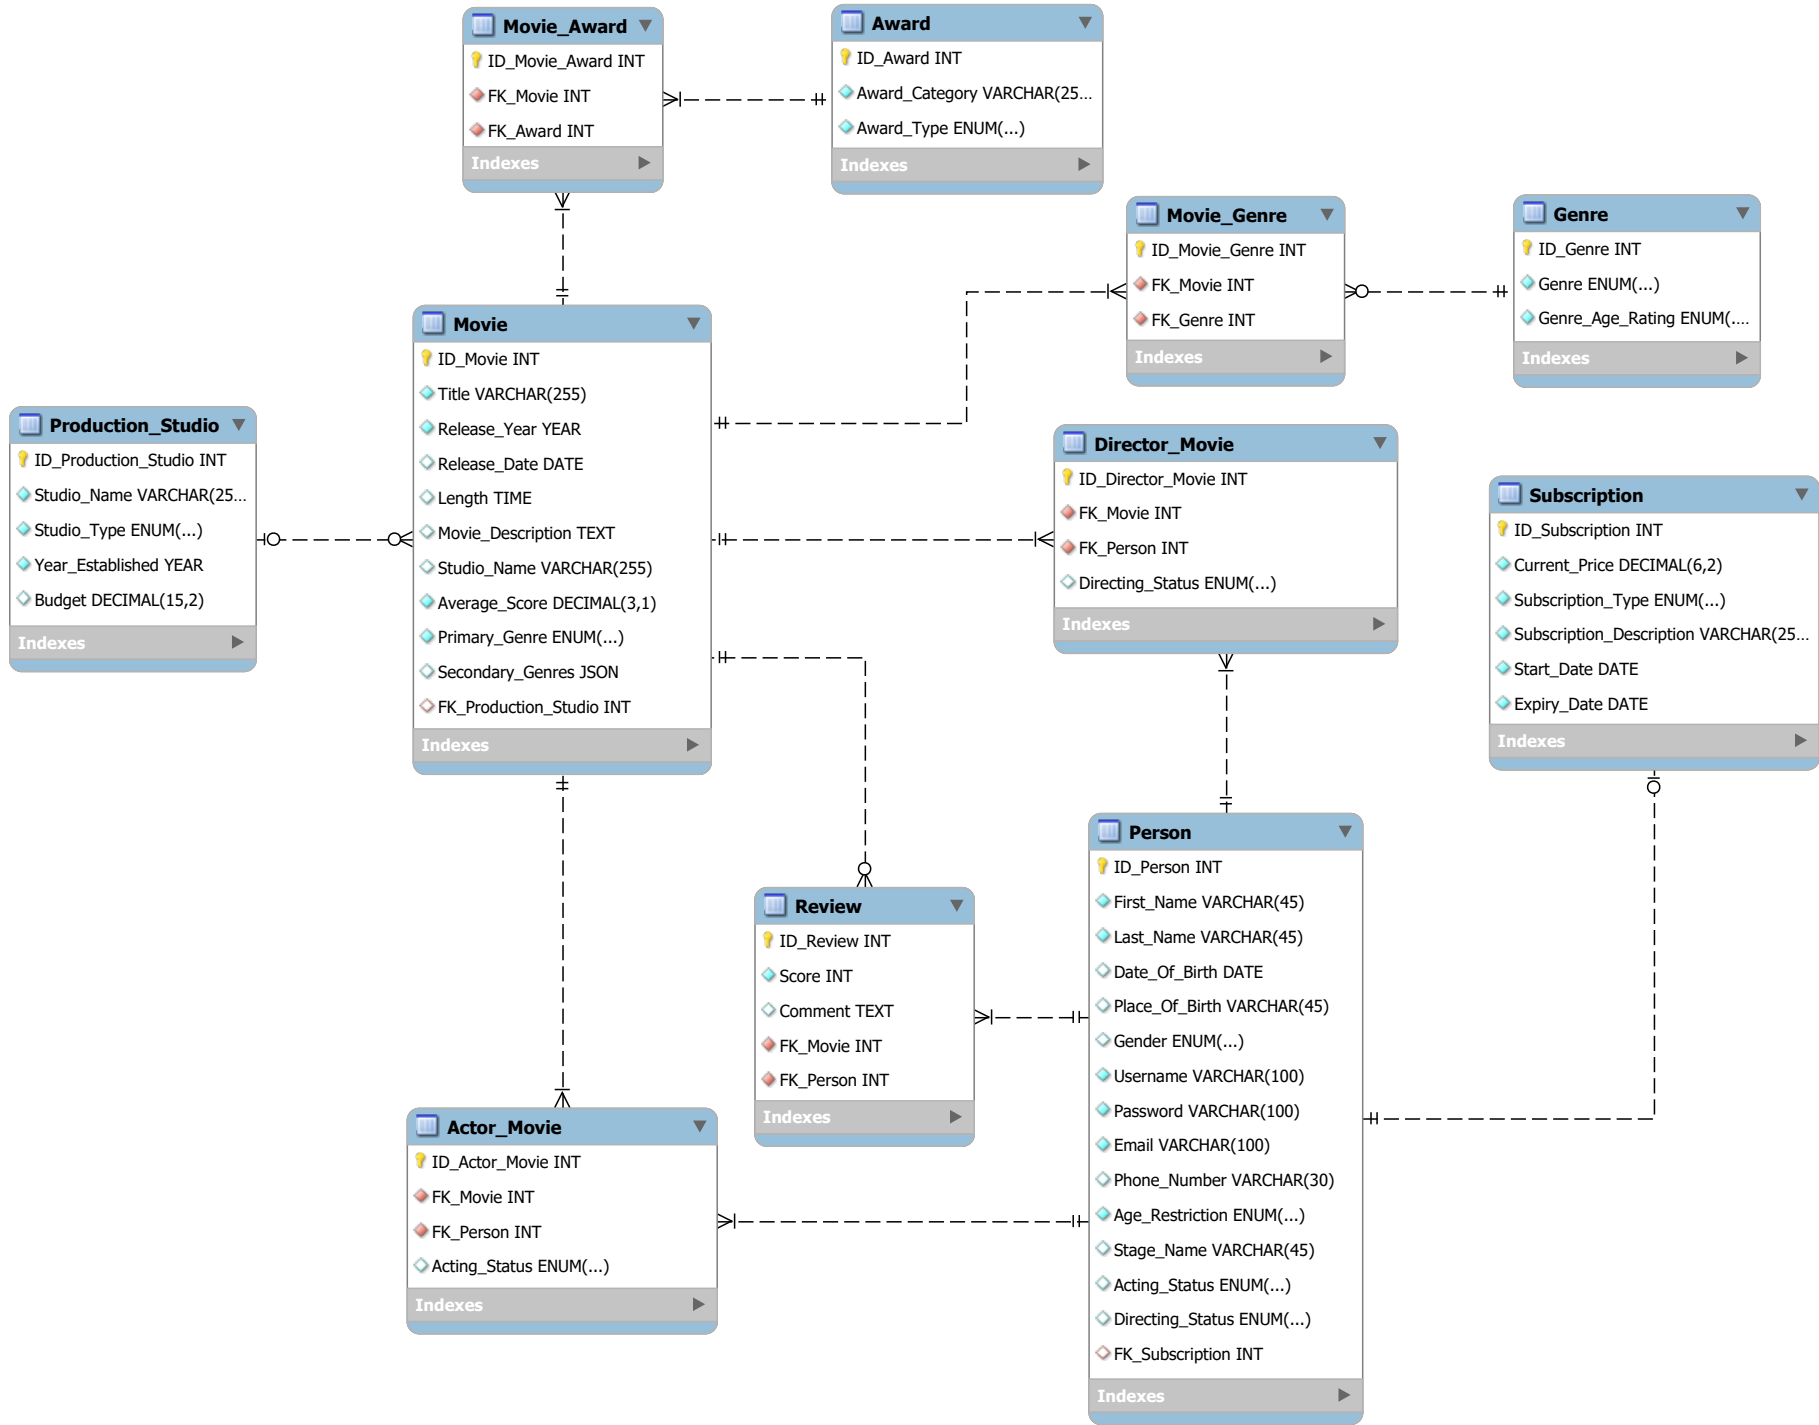 Movie_Award
ID_Movie_Award INT
FK_Movie INT
FK_Award INT
Indexes
Award
ID_Award INT
Award_Category VARCHAR(25...
Award_Type ENUM(...)
Indexes
Movie_Genre
ID_Movie_Genre INT
FK_Movie INT
FK_Genre INT
Indexes
Genre
ID_Genre INT
Genre ENUM(...)
Genre_Age_Rating ENUM(....
Indexes
Movie
ID_Movie INT
Title VARCHAR(255)
Release_Year YEAR
Release_Date DATE
Length TIME
Movie_Description TEXT
Studio_Name VARCHAR(255)
Average_Score DECIMAL(3,1)
Primary_Genre ENUM(...)
Secondary_Genres JSON
FK_Production_Studio INT
Indexes
Production_Studio
ID_Production_Studio INT
Studio_Name VARCHAR(25...
Studio_Type ENUM(...)
Year_Established YEAR
Budget DECIMAL(15,2)
Indexes
Director_Movie
ID_Director_Movie INT
FK_Movie INT
FK_Person INT
Directing_Status ENUM(...)
Indexes
Subscription
ID_Subscription INT
Current_Price DECIMAL(6,2)
Subscription_Type ENUM(...)
Subscription_Description VARCHAR(25...
Start_Date DATE
Expiry_Date DATE
Indexes
Person
ID_Person INT
First_Name VARCHAR(45)
Last_Name VARCHAR(45)
Date_Of_Birth DATE
Place_Of_Birth VARCHAR(45)
Gender ENUM(...)
Username VARCHAR(100)
Password VARCHAR(100)
Email VARCHAR(100)
Phone_Number VARCHAR(30)
Age_Restriction ENUM(...)
Stage_Name VARCHAR(45)
Acting_Status ENUM(...)
Directing_Status ENUM(...)
FK_Subscription INT
Indexes
Review
ID_Review INT
Score INT
Comment TEXT
FK_Movie INT
FK_Person INT
Indexes
Actor_Movie
ID_Actor_Movie INT
FK_Movie INT
FK_Person INT
Acting_Status ENUM(...)
Indexes